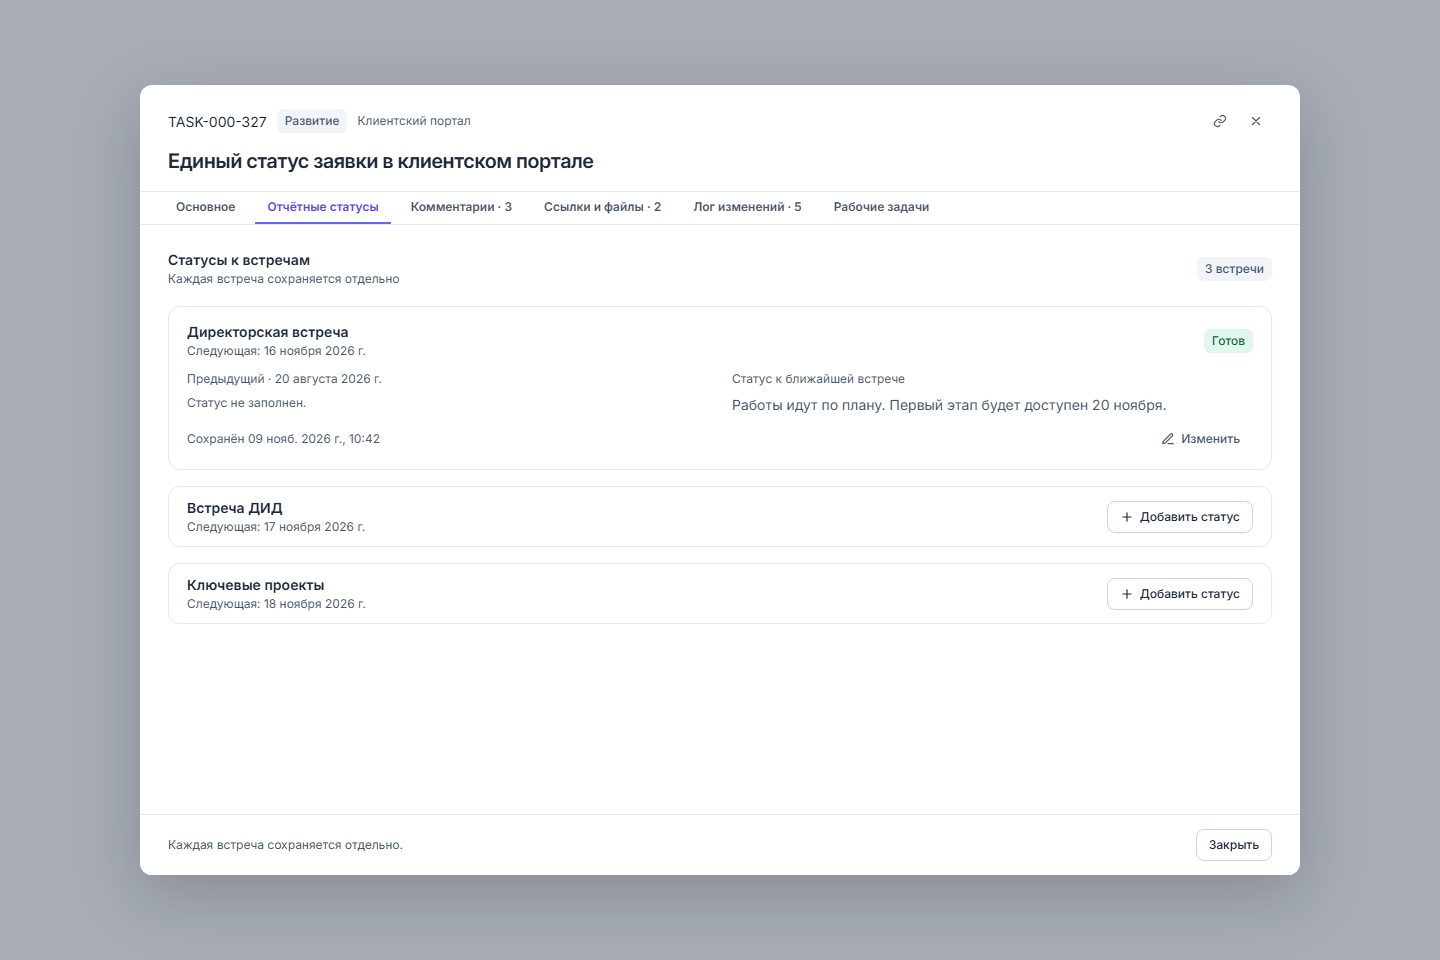 TASK-000-327 Развитие Клиентский портал
Единый статус заявки в клиентском портале
Основное Отчётные статусы Комментарии · 3 Ссылки и файлы · 2 Лог изменений · 5 Рабочие задачи
Статусы к встречам
Каждая встреча сохраняется отдельно
3 встречи
Директорская встреча
Следующая: 16 ноября 2026 г.
Готов
Предыдущий · 20 августа 2026 г.
Статус не заполнен.
Статус к ближайшей встрече
Работы идут по плану. Первый этап будет доступен 20 ноября.
Сохранён 09 нояб. 2026 г., 10:42
Изменить
Встреча ДИД
Следующая: 17 ноября 2026 г.
Добавить статус
Ключевые проекты
Следующая: 18 ноября 2026 г.
Добавить статус
Каждая встреча сохраняется отдельно.
Закрыть